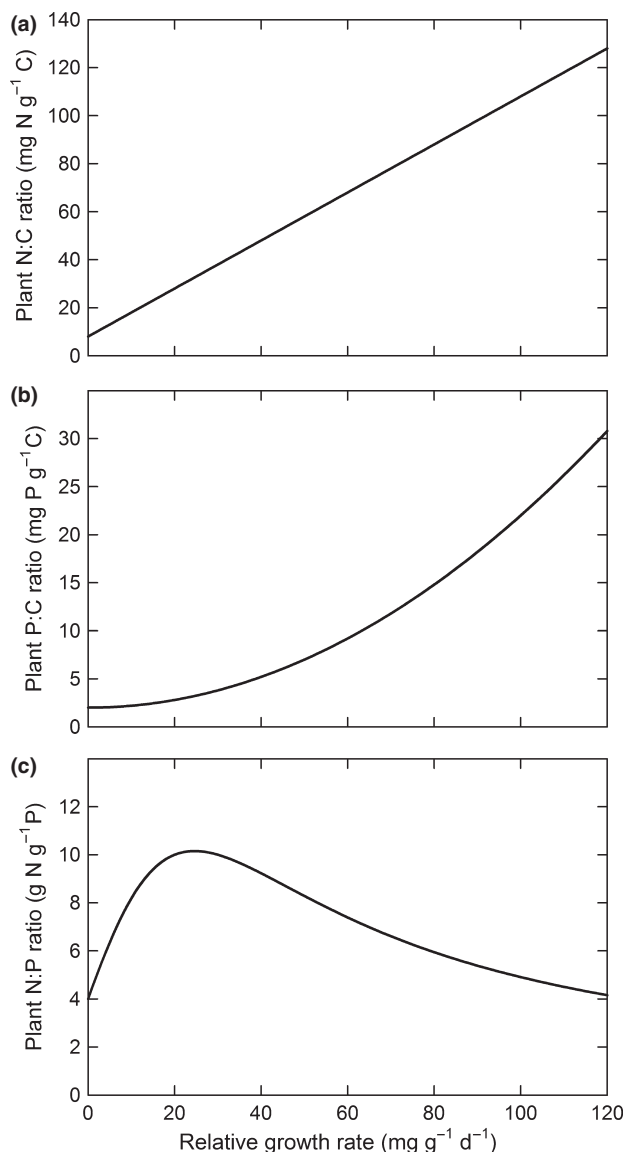 (a)
Plant N:C ratio (mg N g⁻¹ C)
140
120
100
80
60
40
20
0
(b)
Plant P:C ratio (mg P g⁻¹C)
30
25
20
15
10
5
0
(c)
Plant N:P ratio (g N g⁻¹P)
12
10
8
6
4
2
0
0 20 40 60 80 100 120
Relative growth rate (mg g⁻¹ d⁻¹)